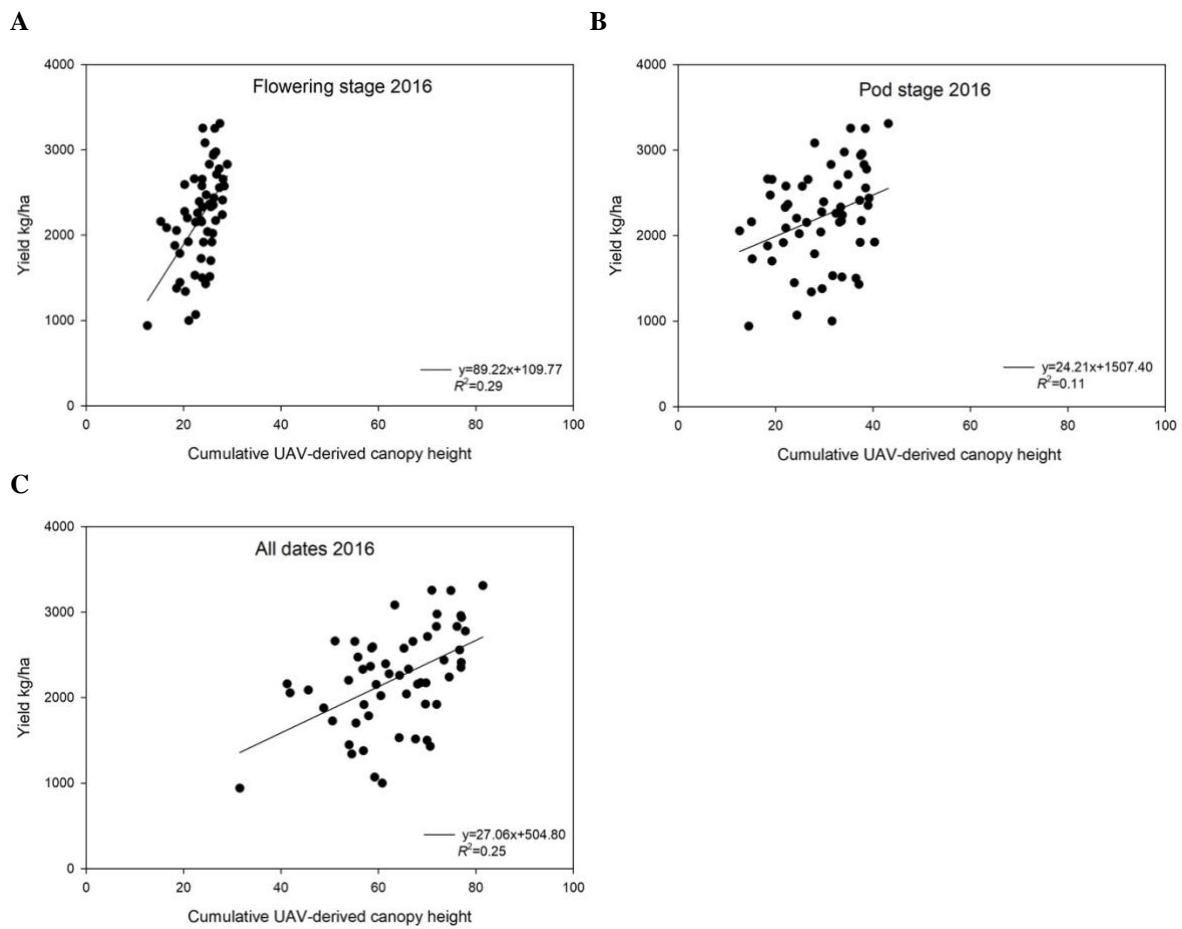 A
Flowering stage 2016
4000
3000
2000
1000
0
Yield kg/ha
y=89.22x+109.77
R²=0.29
0 20 40 60 80 100
Cumulative UAV-derived canopy height
B
Pod stage 2016
4000
3000
2000
1000
0
Yield kg/ha
y=24.21x+1507.40
R²=0.11
0 20 40 60 80 100
Cumulative UAV-derived canopy height
C
All dates 2016
4000
3000
2000
1000
0
Yield kg/ha
y=27.06x+504.80
R²=0.25
0 20 40 60 80 100
Cumulative UAV-derived canopy height